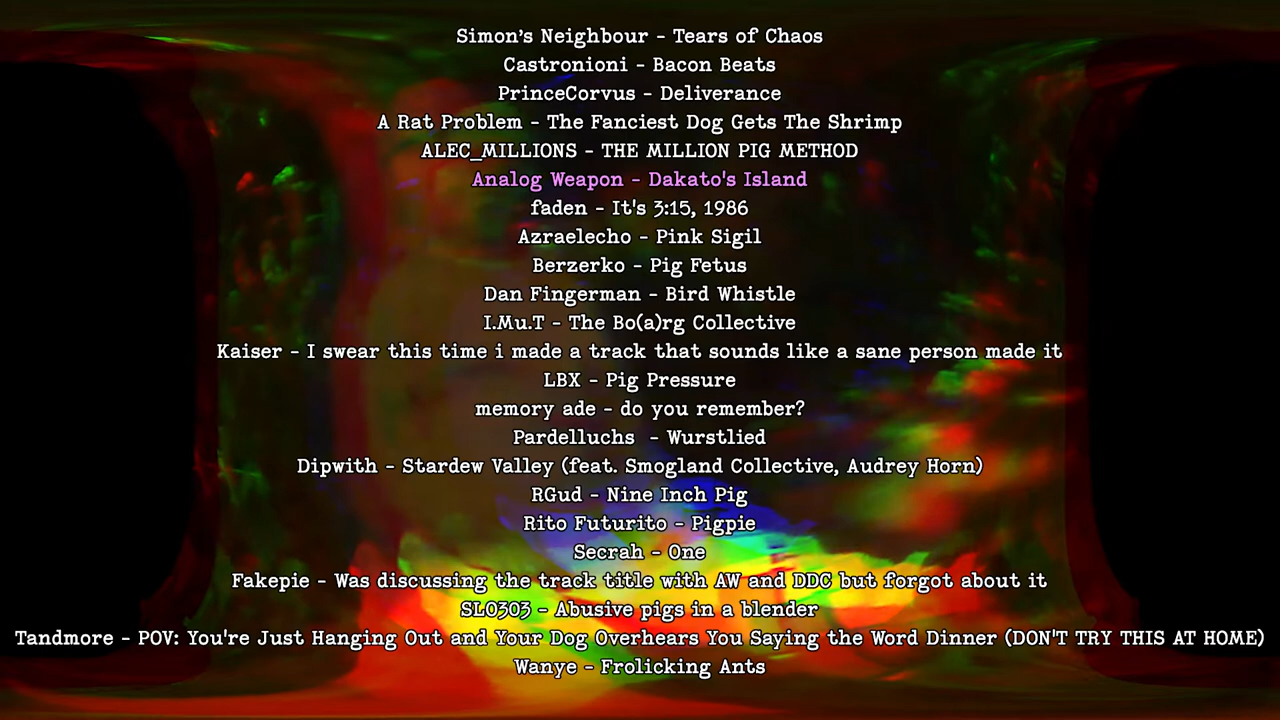 Simon's Neighbour - Tears of Chaos
Castronioni - Bacon Beats
PrinceCorvus - Deliverance
A Rat Problem - The Fanciest Dog Gets The Shrimp
ALEC_MILLIONS - THE MILLION PIG METHOD
Analog Weapon - Dakato's Island
faden - It's 3:15, 1986
Azraelecho - Pink Sigil
Berzerko - Pig Fetus
Dan Fingerman - Bird Whistle
I.Mu.T - The Bo(a)rg Collective
Kaiser - I swear this time i made a track that sounds like a sane person made it
LBX - Pig Pressure
memory ade - do you remember?
Pardelluchs - Wurstlied
Dipwith - Stardew Valley (feat. Smogland Collective, Audrey Horn)
RGud - Nine Inch Pig
Rito Futurito - Pigpie
Secrah - One
Fakepie - Was discussing the track title with AW and DDC but forgot about it
SLO303 - Abusive pigs in a blender
Tandmore - POV: You're Just Hanging Out and Your Dog Overhears You Saying the Word Dinner (DON'T TRY THIS AT HOME)
Wanye - Frolicking Ants